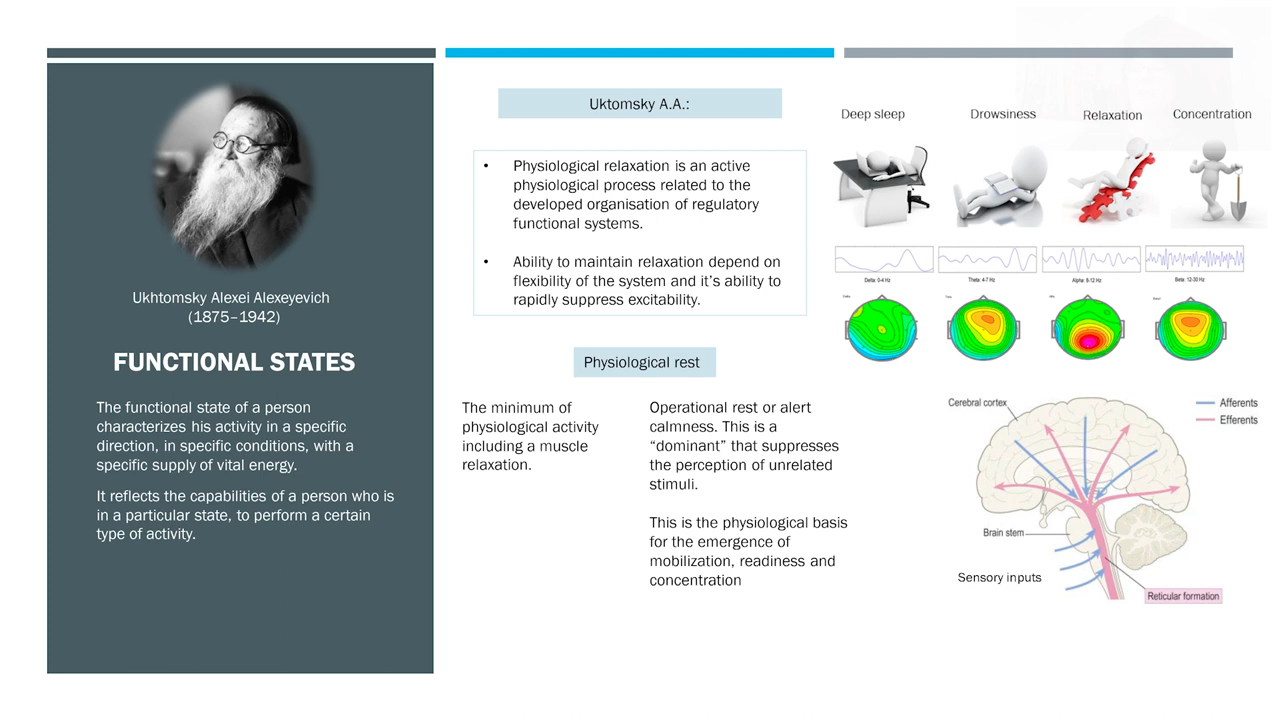 Ukhtomsky Alexei Alexeyevich
(1875–1942)
FUNCTIONAL STATES
The functional state of a person
characterizes his activity in a specific
direction, in specific conditions, with a
specific supply of vital energy.
It reflects the capabilities of a person who is
in a particular state, to perform a certain
type of activity.
Uktomsky A.A.:
• Physiological relaxation is an active
physiological process related to the
developed organisation of regulatory
functional systems.
• Ability to maintain relaxation depend on
flexibility of the system and it's ability to
rapidly suppress excitability.
Physiological rest
The minimum of
physiological activity
including a muscle
relaxation.
Operational rest or alert
calmness. This is a
“dominant” that suppresses
the perception of unrelated
stimuli.
This is the physiological basis
for the emergence of
mobilization, readiness and
concentration
Deep sleep
Drowsiness
Relaxation
Concentration
Delta: 0-4 Hz
Theta: 4-7 Hz
Alpha: 8-12 Hz
Beta: 12-30 Hz
Cerebral cortex
Afferents
Efferents
Brain stem
Sensory inputs
Reticular formation